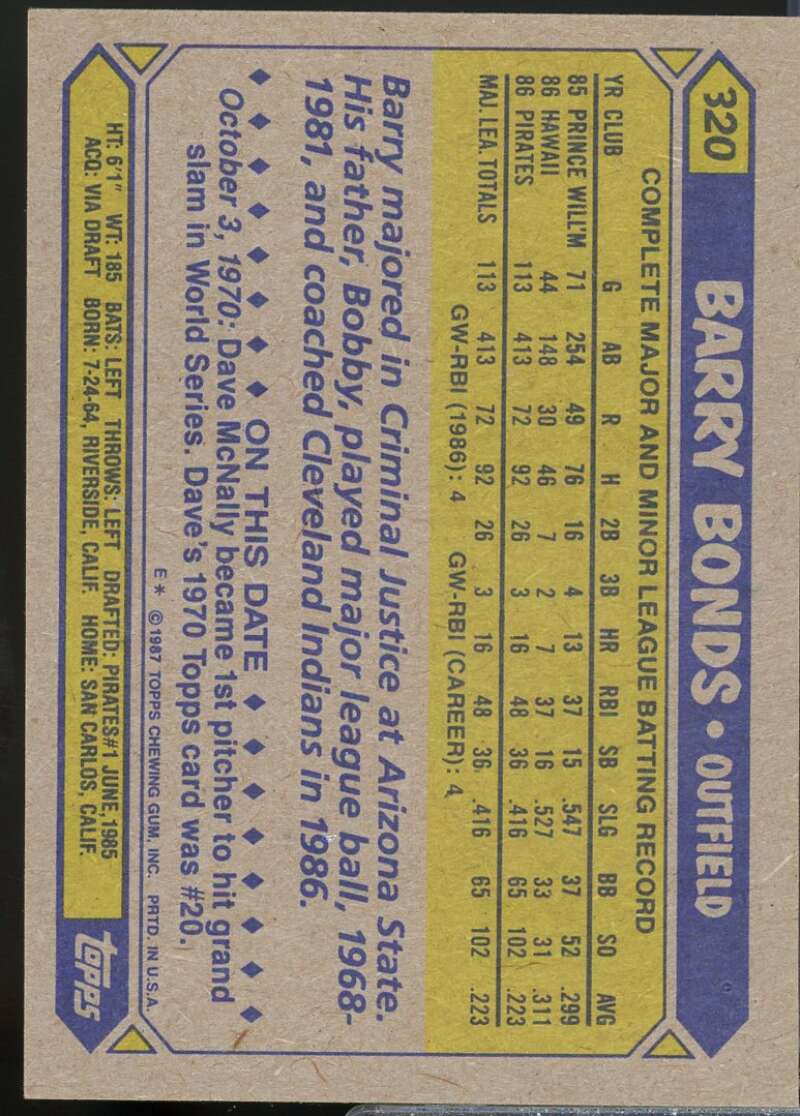 320 BARRY BONDS • OUTFIELD
COMPLETE MAJOR AND MINOR LEAGUE BATTING RECORD
YR CLUB G AB R H 2B 3B HR RBI SB SLG BB SO AVG
85 PRINCE WILL'M 71 254 49 76 16 4 13 37 15 .547 37 52 .299
86 HAWAII 44 148 30 46 7 2 7 37 16 .527 33 31 .311
86 PIRATES 113 413 72 92 26 3 16 48 36 .416 65 102 .223
MAJ. LEA. TOTALS 113 413 72 92 26 3 16 48 36 .416 65 102 .223
GW-RBI (1986): 4 GW-RBI (CAREER): 4
Barry majored in Criminal Justice at Arizona State.
His father, Bobby, played major league ball, 1968-
1981, and coached Cleveland Indians in 1986.
◆ ◆ ◆ ◆ ◆ ◆ ◆ ON THIS DATE ◆ ◆ ◆ ◆ ◆ ◆ ◆
October 3, 1970: Dave McNally became 1st pitcher to hit grand
slam in World Series. Dave's 1970 Topps card was #20.
E* ©1987 TOPPS CHEWING GUM, INC. PRTD. IN U.S.A.
HT: 6'1" WT: 185 BATS: LEFT THROWS: LEFT DRAFTED: PIRATES#1 JUNE, 1985
ACQ: VIA DRAFT BORN: 7-24-64, RIVERSIDE, CALIF. HOME: SAN CARLOS, CALIF.
topps